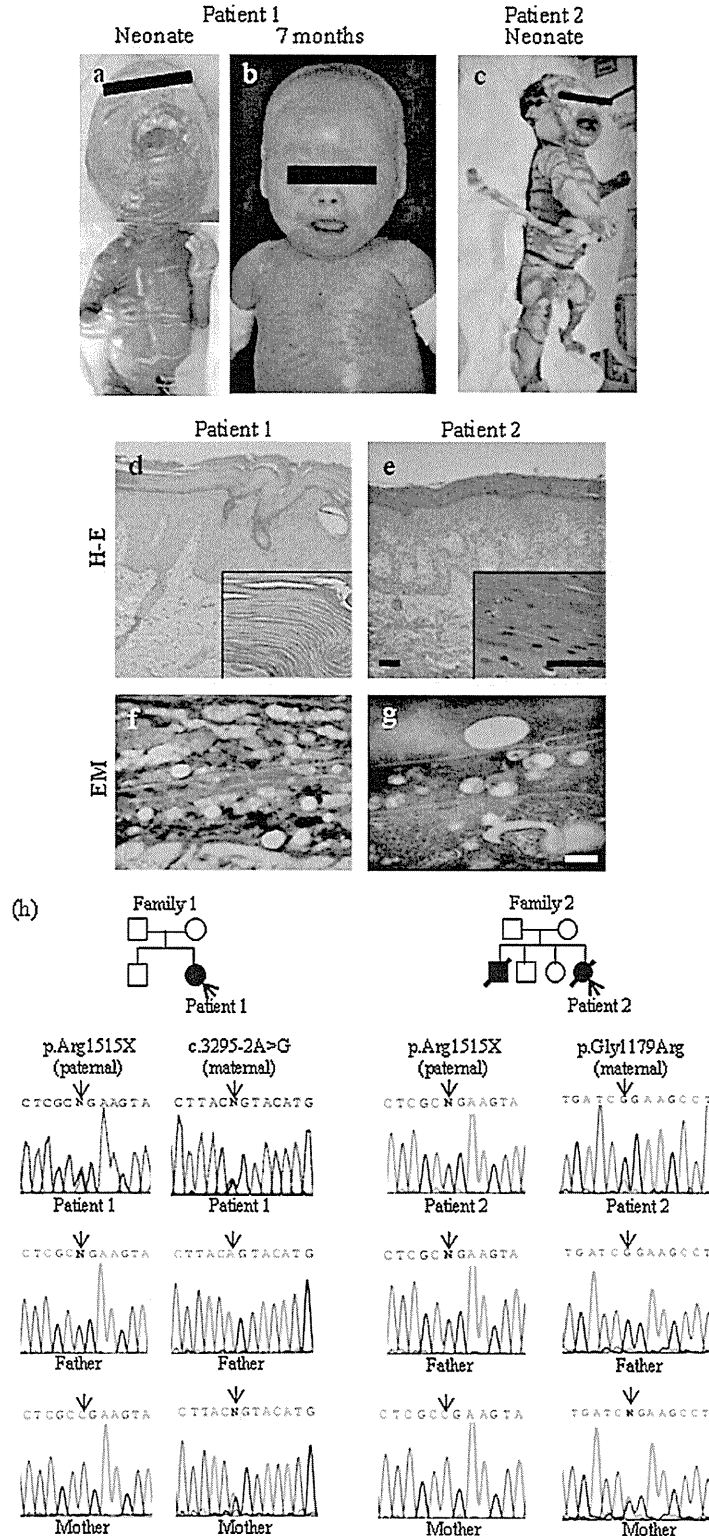 Patient 1
Patient 2
Neonate
7 months
Neonate
a
b
c
Patient 1
Patient 2
H-E
d
e
EM
f
g
(h)
Family 1
Family 2
Patient 1
Patient 2
p.Arg1515X
(paternal)
c.3295-2A>G
(maternal)
p.Arg1515X
(paternal)
p.Gly1179Arg
(maternal)
CTCGCNGAAGTA
CTTACNGTACATG
CTCGCNGAAGTA
TGATCGGAAGCCT
Patient 1
Patient 1
Patient 2
Patient 2
CTCGCNGAAGTA
CTTACAGTACATG
CTCGCNGAAGTA
TGATCGGAAGCCT
Father
Father
Father
Father
CTCGCCGAAGTA
CTTACNGTACATG
CTCGCCGAAGTA
TGATCNGAAGCCT
Mother
Mother
Mother
Mother